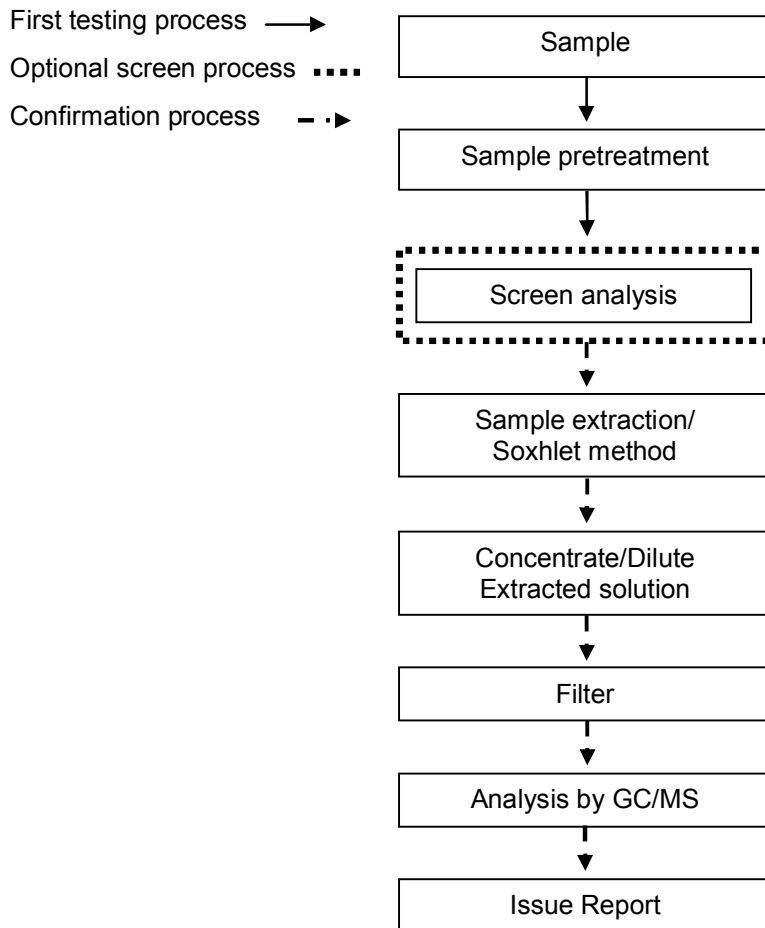 First testing process
Optional screen process
Confirmation process
Sample
Sample pretreatment
Screen analysis
Sample extraction/
Soxhlet method
Concentrate/Dilute
Extracted solution
Filter
Analysis by GC/MS
Issue Report